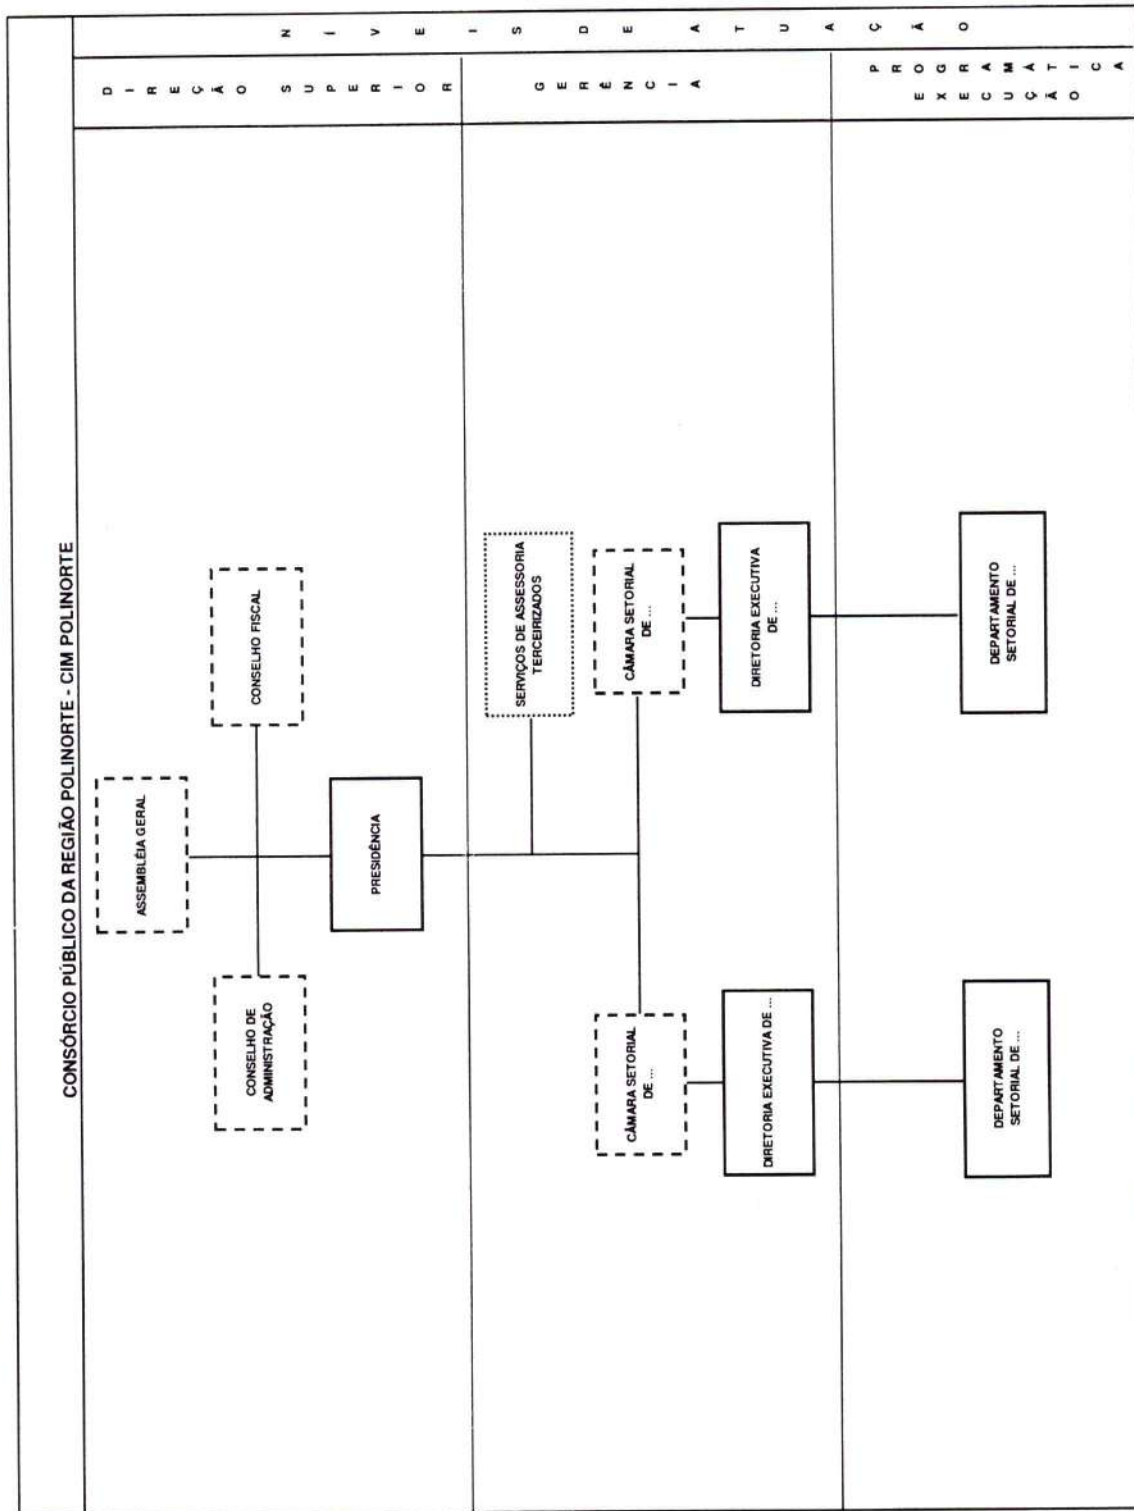 CONSÓRCIO PÚBLICO DA REGIÃO POLINORTE - CIM POLINORTE
NÍVEIS DE ATUAÇÃO
DIREÇÃO SUPERIOR
ASSEMBLÉIA GERAL
CONSELHO DE
ADMINISTRAÇÃO
CONSELHO FISCAL
PRESIDÊNCIA
GERÊNCIA
SERVIÇOS DE ASSESSORIA
TERCEIRIZADOS
CÂMARA SETORIAL
DE ...
CÂMARA SETORIAL
DE ...
DIRETORIA EXECUTIVA DE ...
DIRETORIA EXECUTIVA
DE ...
EXECUÇÃO
PROGRAMÁTICA
DEPARTAMENTO
SETORIAL DE ...
DEPARTAMENTO
SETORIAL DE ...